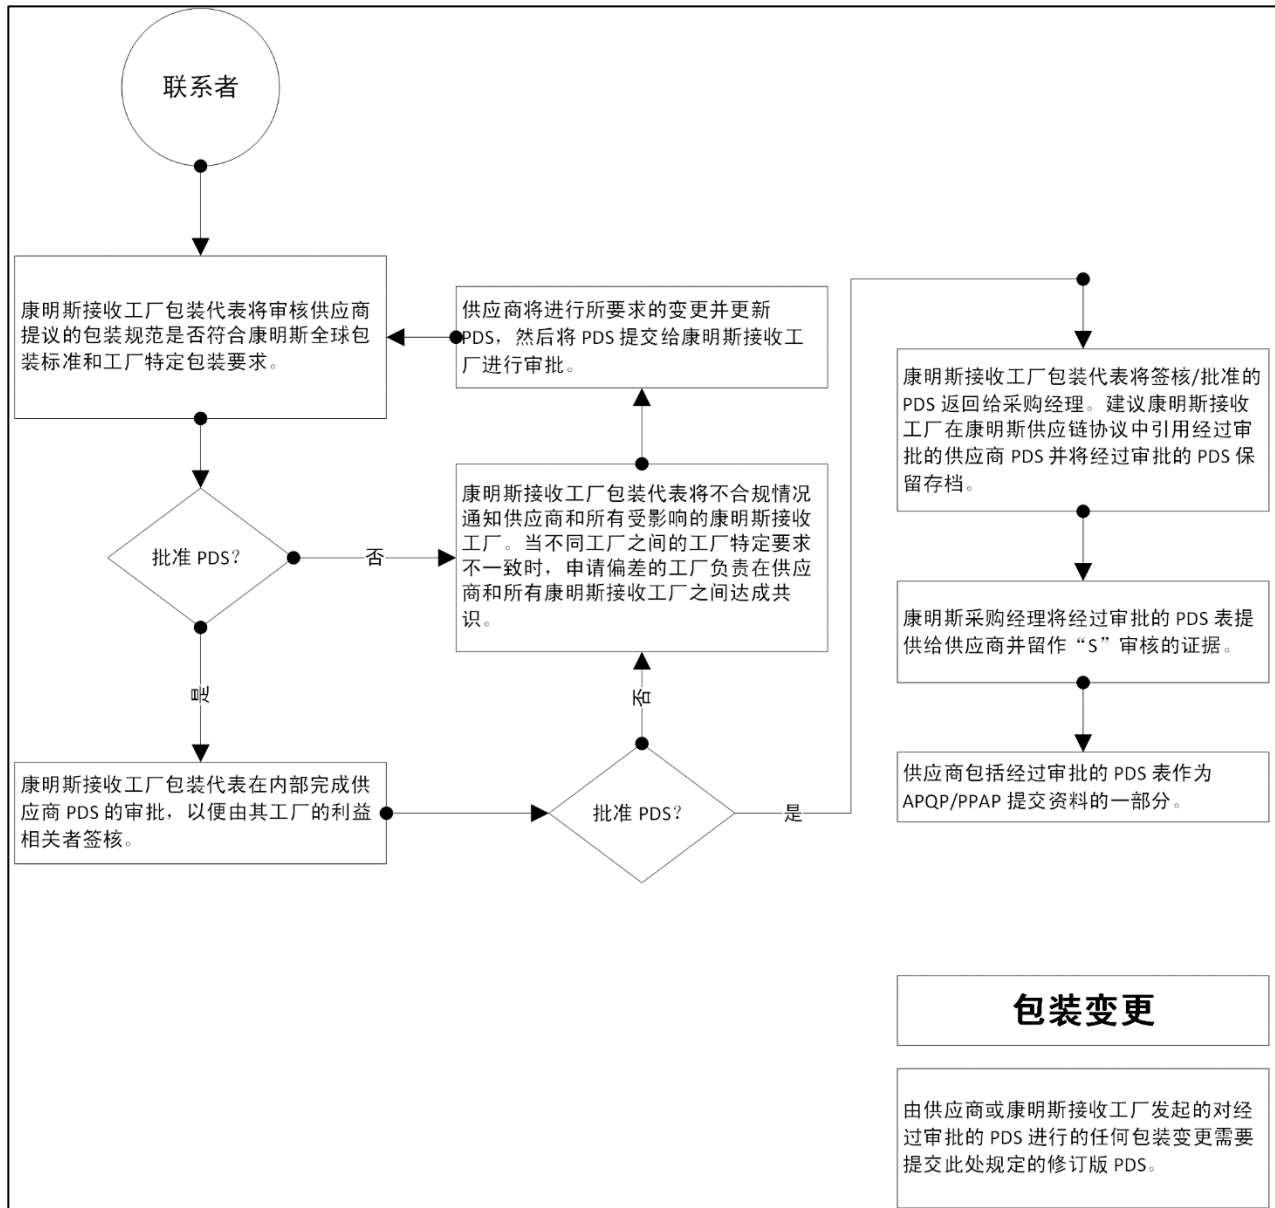 联系者
康明斯接收工厂包装代表将审核供应商
提议的包装规范是否符合康明斯全球包
装标准和工厂特定包装要求。
供应商将进行所要求的变更并更新
PDS，然后将 PDS 提交给康明斯接收工
厂进行审批。
康明斯接收工厂包装代表将签核/批准的
PDS 返回给采购经理。建议康明斯接收
工厂在康明斯供应链协议中引用经过审
批的供应商 PDS 并将经过审批的 PDS 保
留存档。
批准 PDS？
否
康明斯接收工厂包装代表将不合规情况
通知供应商和所有受影响的康明斯接收
工厂。当不同工厂之间的工厂特定要求
不一致时，申请偏差的工厂负责在供应
商和所有康明斯接收工厂之间达成共
识。
康明斯采购经理将经过审批的 PDS 表提
供给供应商并留作“S”审核的证据。
是
否
康明斯接收工厂包装代表在内部完成供
应商 PDS 的审批，以便由其工厂的利益
相关者签核。
批准 PDS？
是
供应商包括经过审批的 PDS 表作为
APQP/PPAP 提交资料的一部分。
包装变更
由供应商或康明斯接收工厂发起的对经
过审批的 PDS 进行的任何包装变更需要
提交此处规定的修订版 PDS。